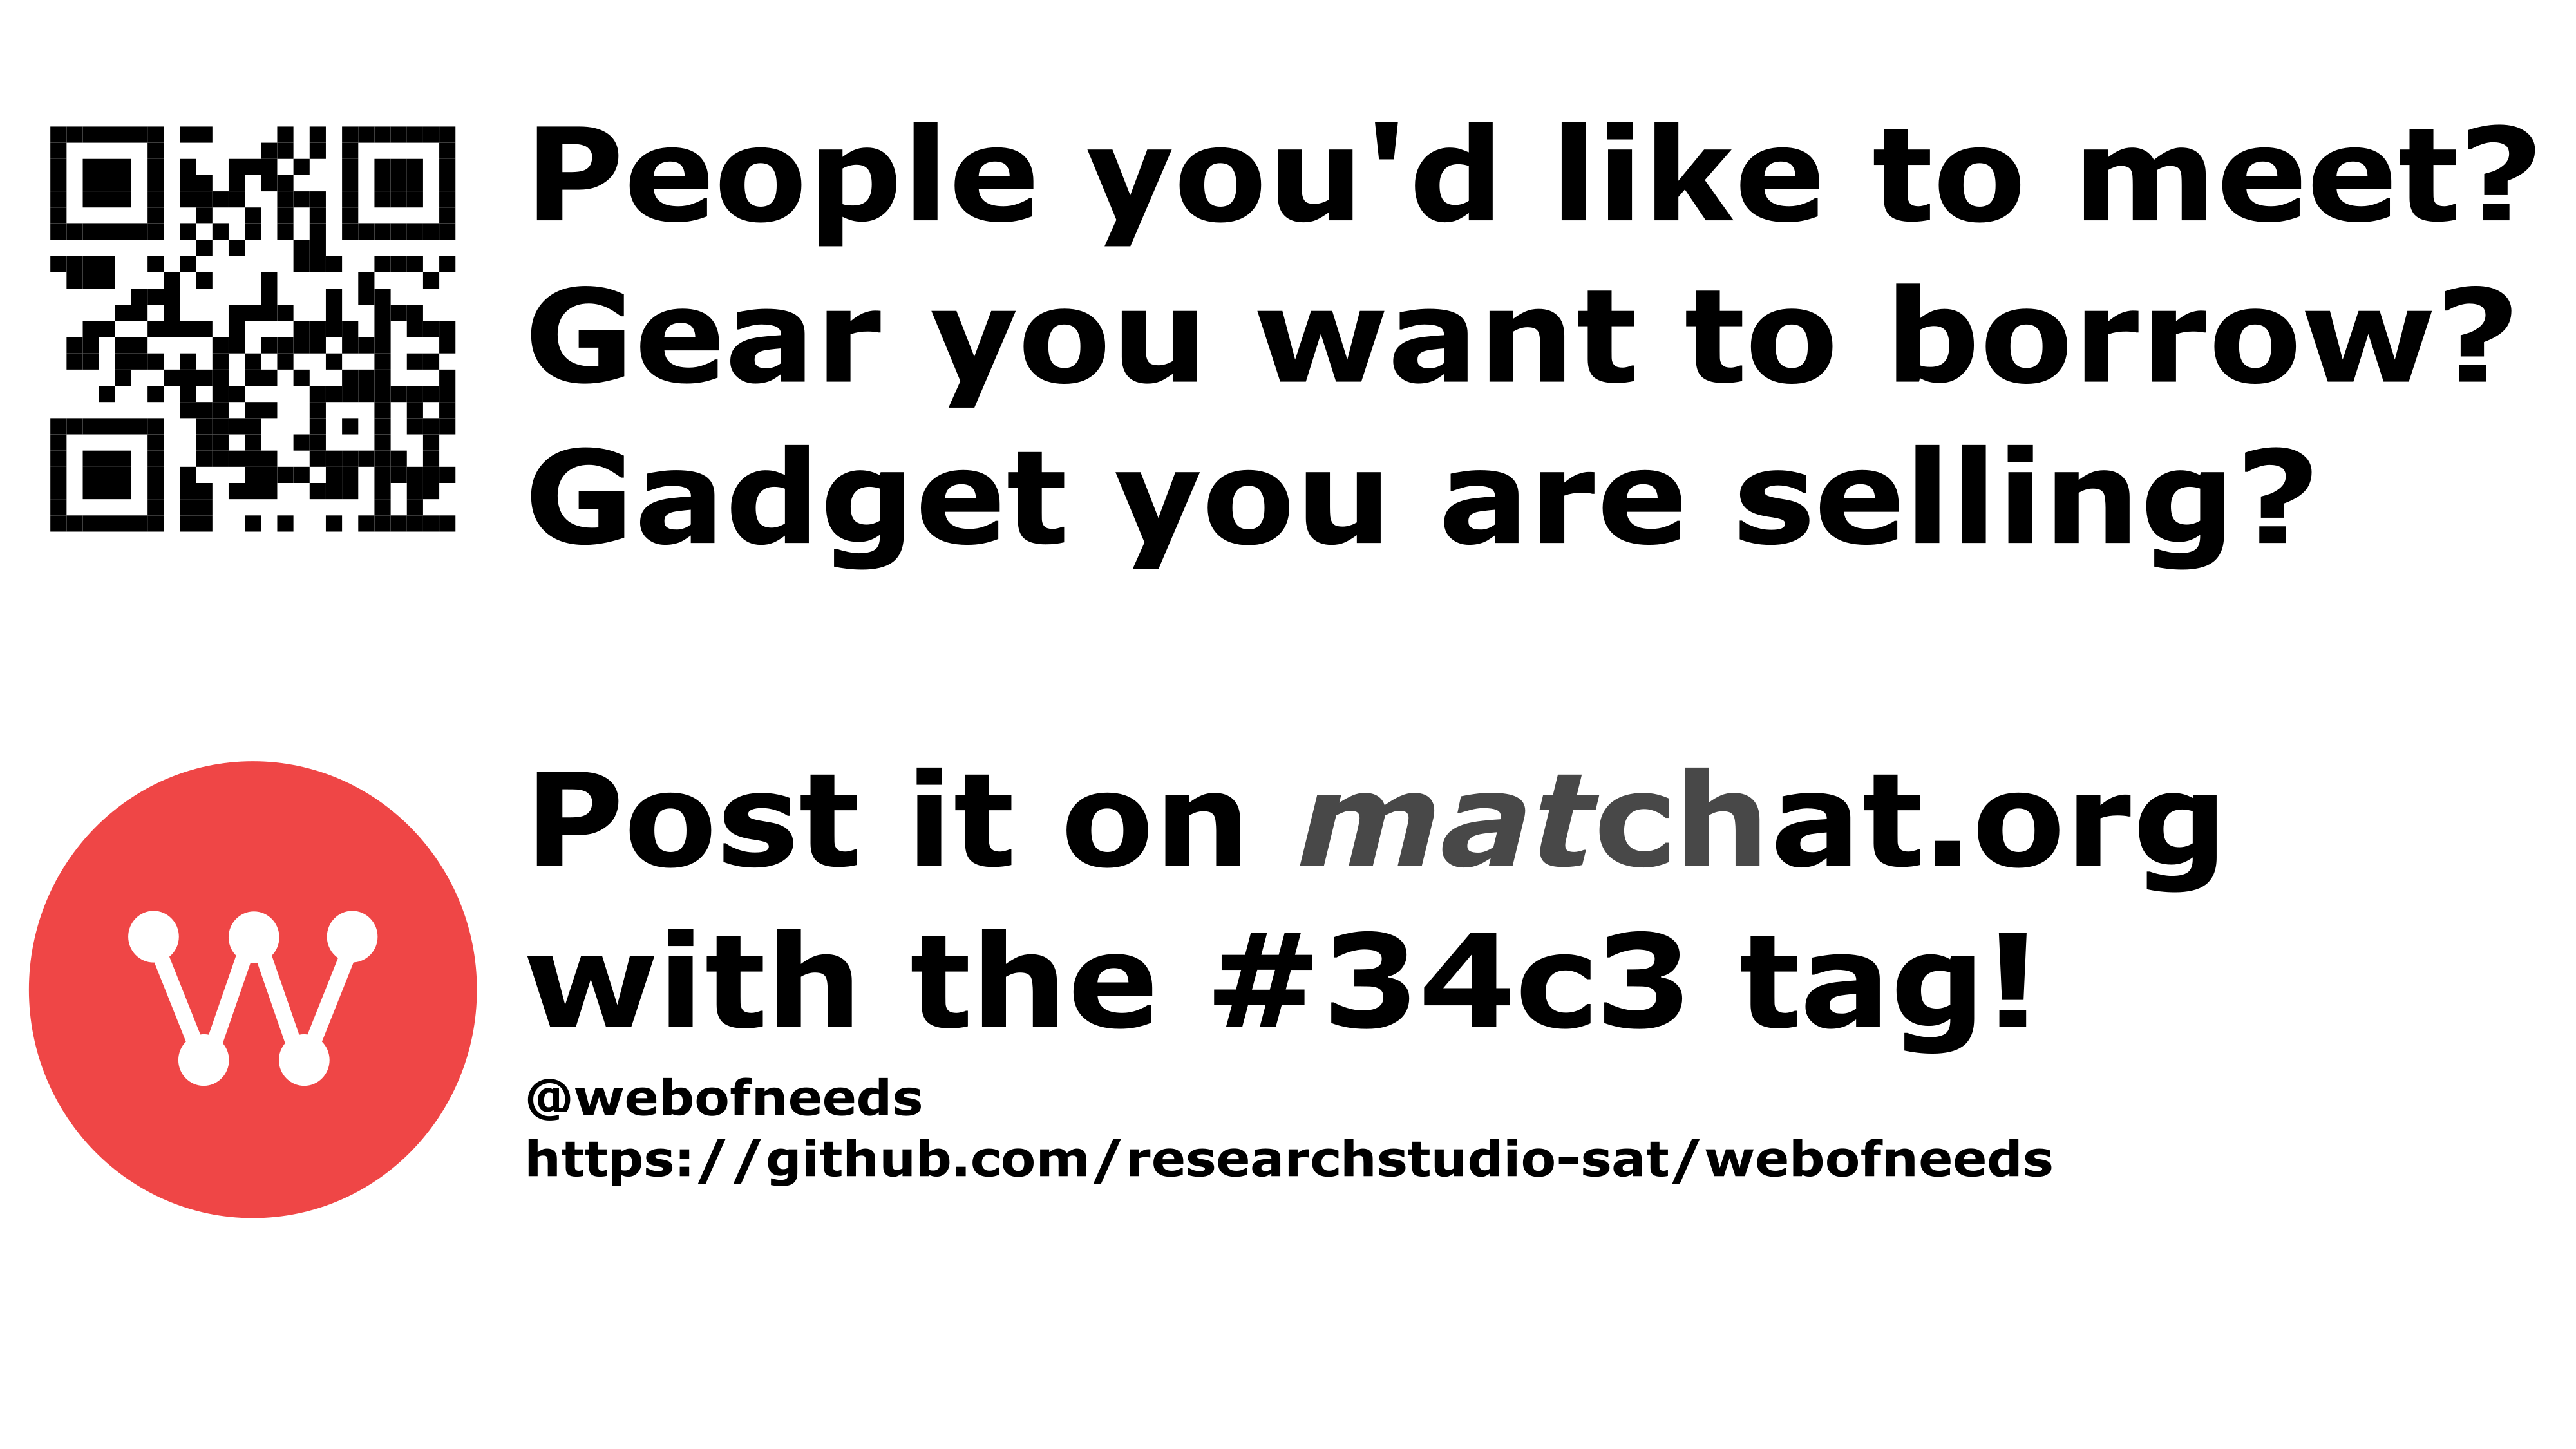 People you'd like to meet?
Gear you want to borrow?
Gadget you are selling?
Post it on matchat.org
with the #34c3 tag!
@webofneeds
https://github.com/researchstudio-sat/webofneeds